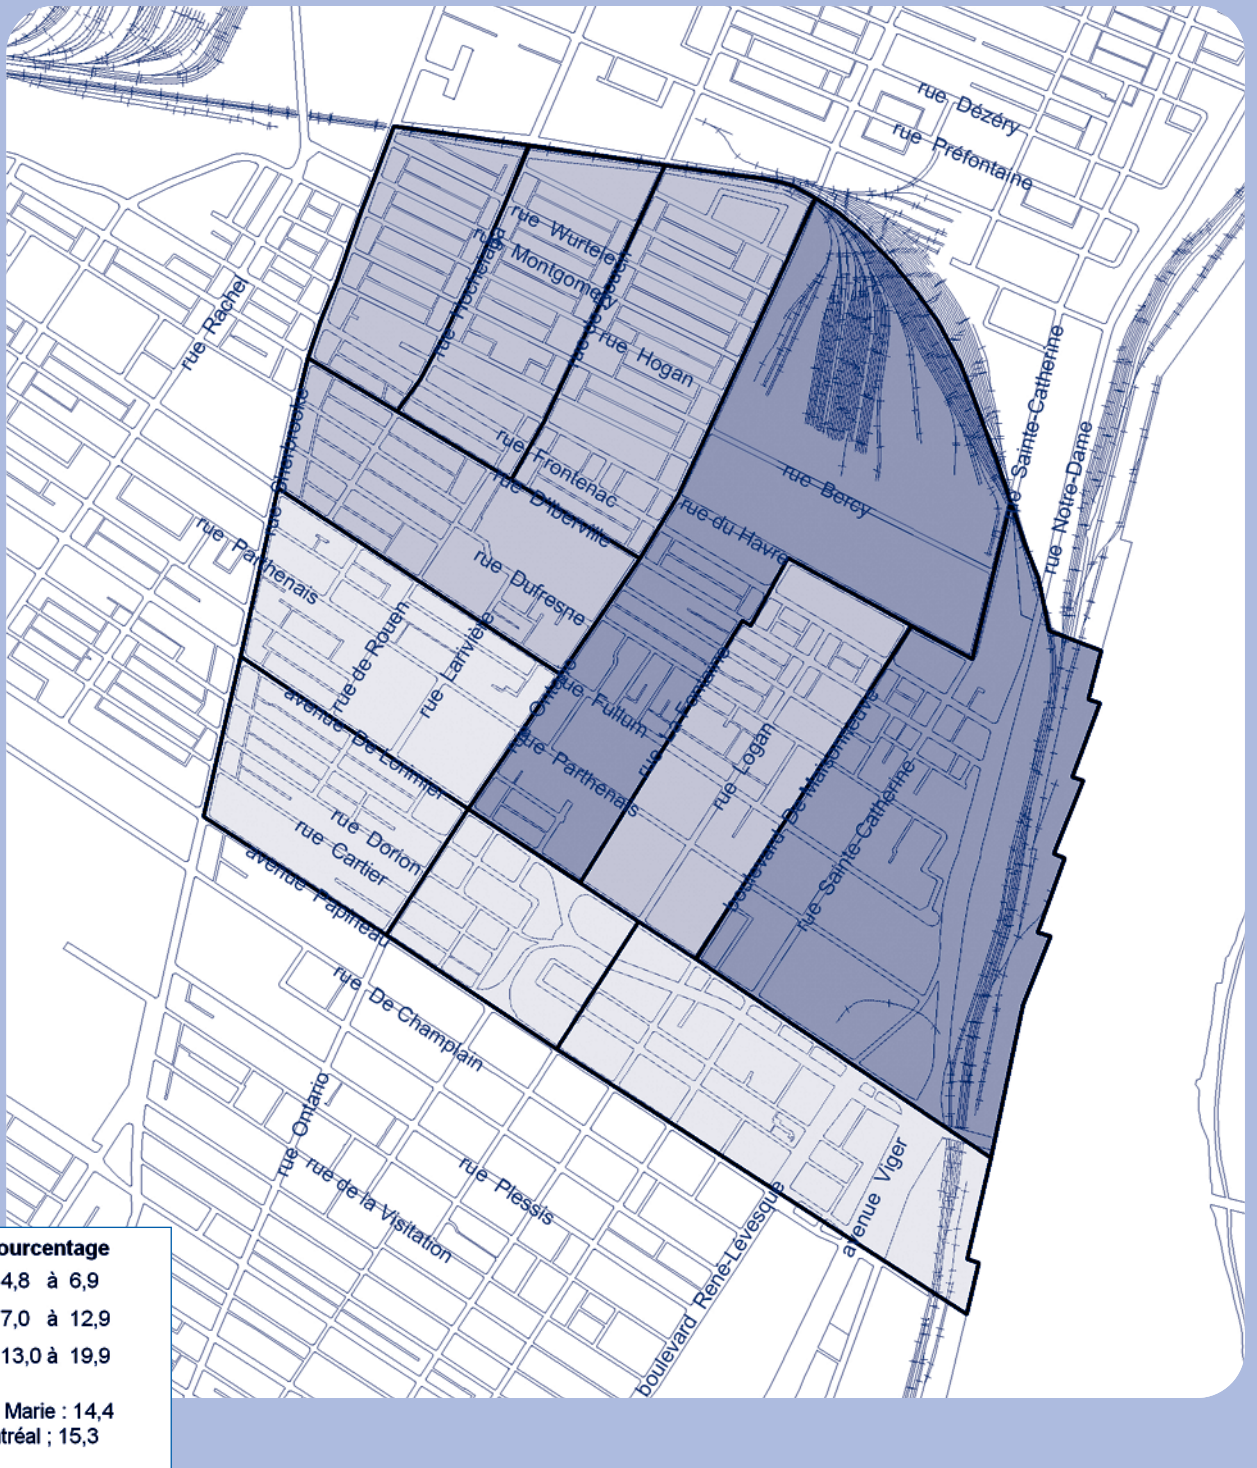 rue Dézéry
rue Préfontaine
rue Wurtele
rue Montgomery
rue Rachel
rue Hogan
rue Sainte-Catherine
rue Sherbrooke
rue Frontenac
rue D'Iberville
rue Bercy
rue Notre-Dame
rue du Havre
rue Parthenais
rue Dufresne
rue de Rouen
rue Larivière
rue Fullum
avenue De Lorimier
rue Parthenais
rue Logan
boulevard De Maisonneuve
rue Sainte-Catherine
rue Dorion
rue Cartier
avenue Papineau
rue De Champlain
rue Ontario
rue de la Visitation
rue Plessis
avenue Viger
boulevard René-Lévesque
ourcentage
4,8 à 6,9
7,0 à 12,9
13,0 à 19,9
Marie : 14,4
tréal ; 15,3